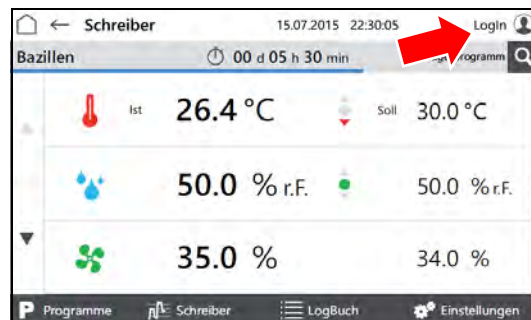 ← Schreiber 15.07.2015 22:30:05 Login
Bazillen 00 d 05 h 30 min rogramm
Ist 26.4 °C Soll 30.0 °C
50.0 % r.F. 50.0 % r.F.
35.0 % 34.0 %
P Programme Schreiber LogBuch Einstellungen